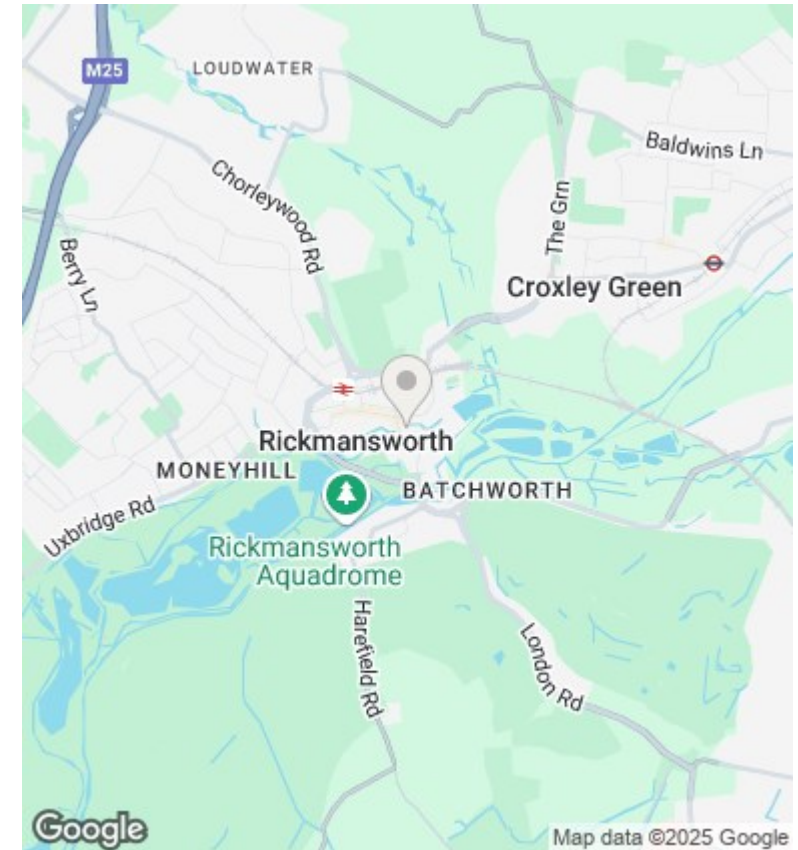 M25
LOUDWATER
Baldwins Ln
Chorleywood Rd
The Grn
Berry Ln
Croxley Green
Rickmansworth
MONEYHILL
BATCHWORTH
Uxbridge Rd
Rickmansworth
Aquadrome
Harefield Rd
London Rd
Google
Map data ©2025 Google